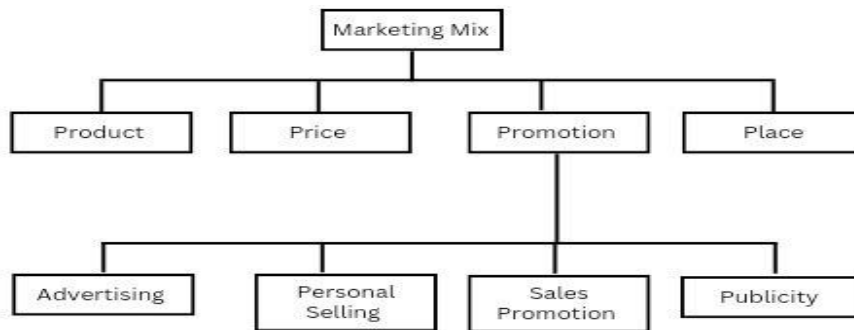 Marketing Mix
Product
Price
Promotion
Place
Advertising
Personal
Selling
Sales
Promotion
Publicity